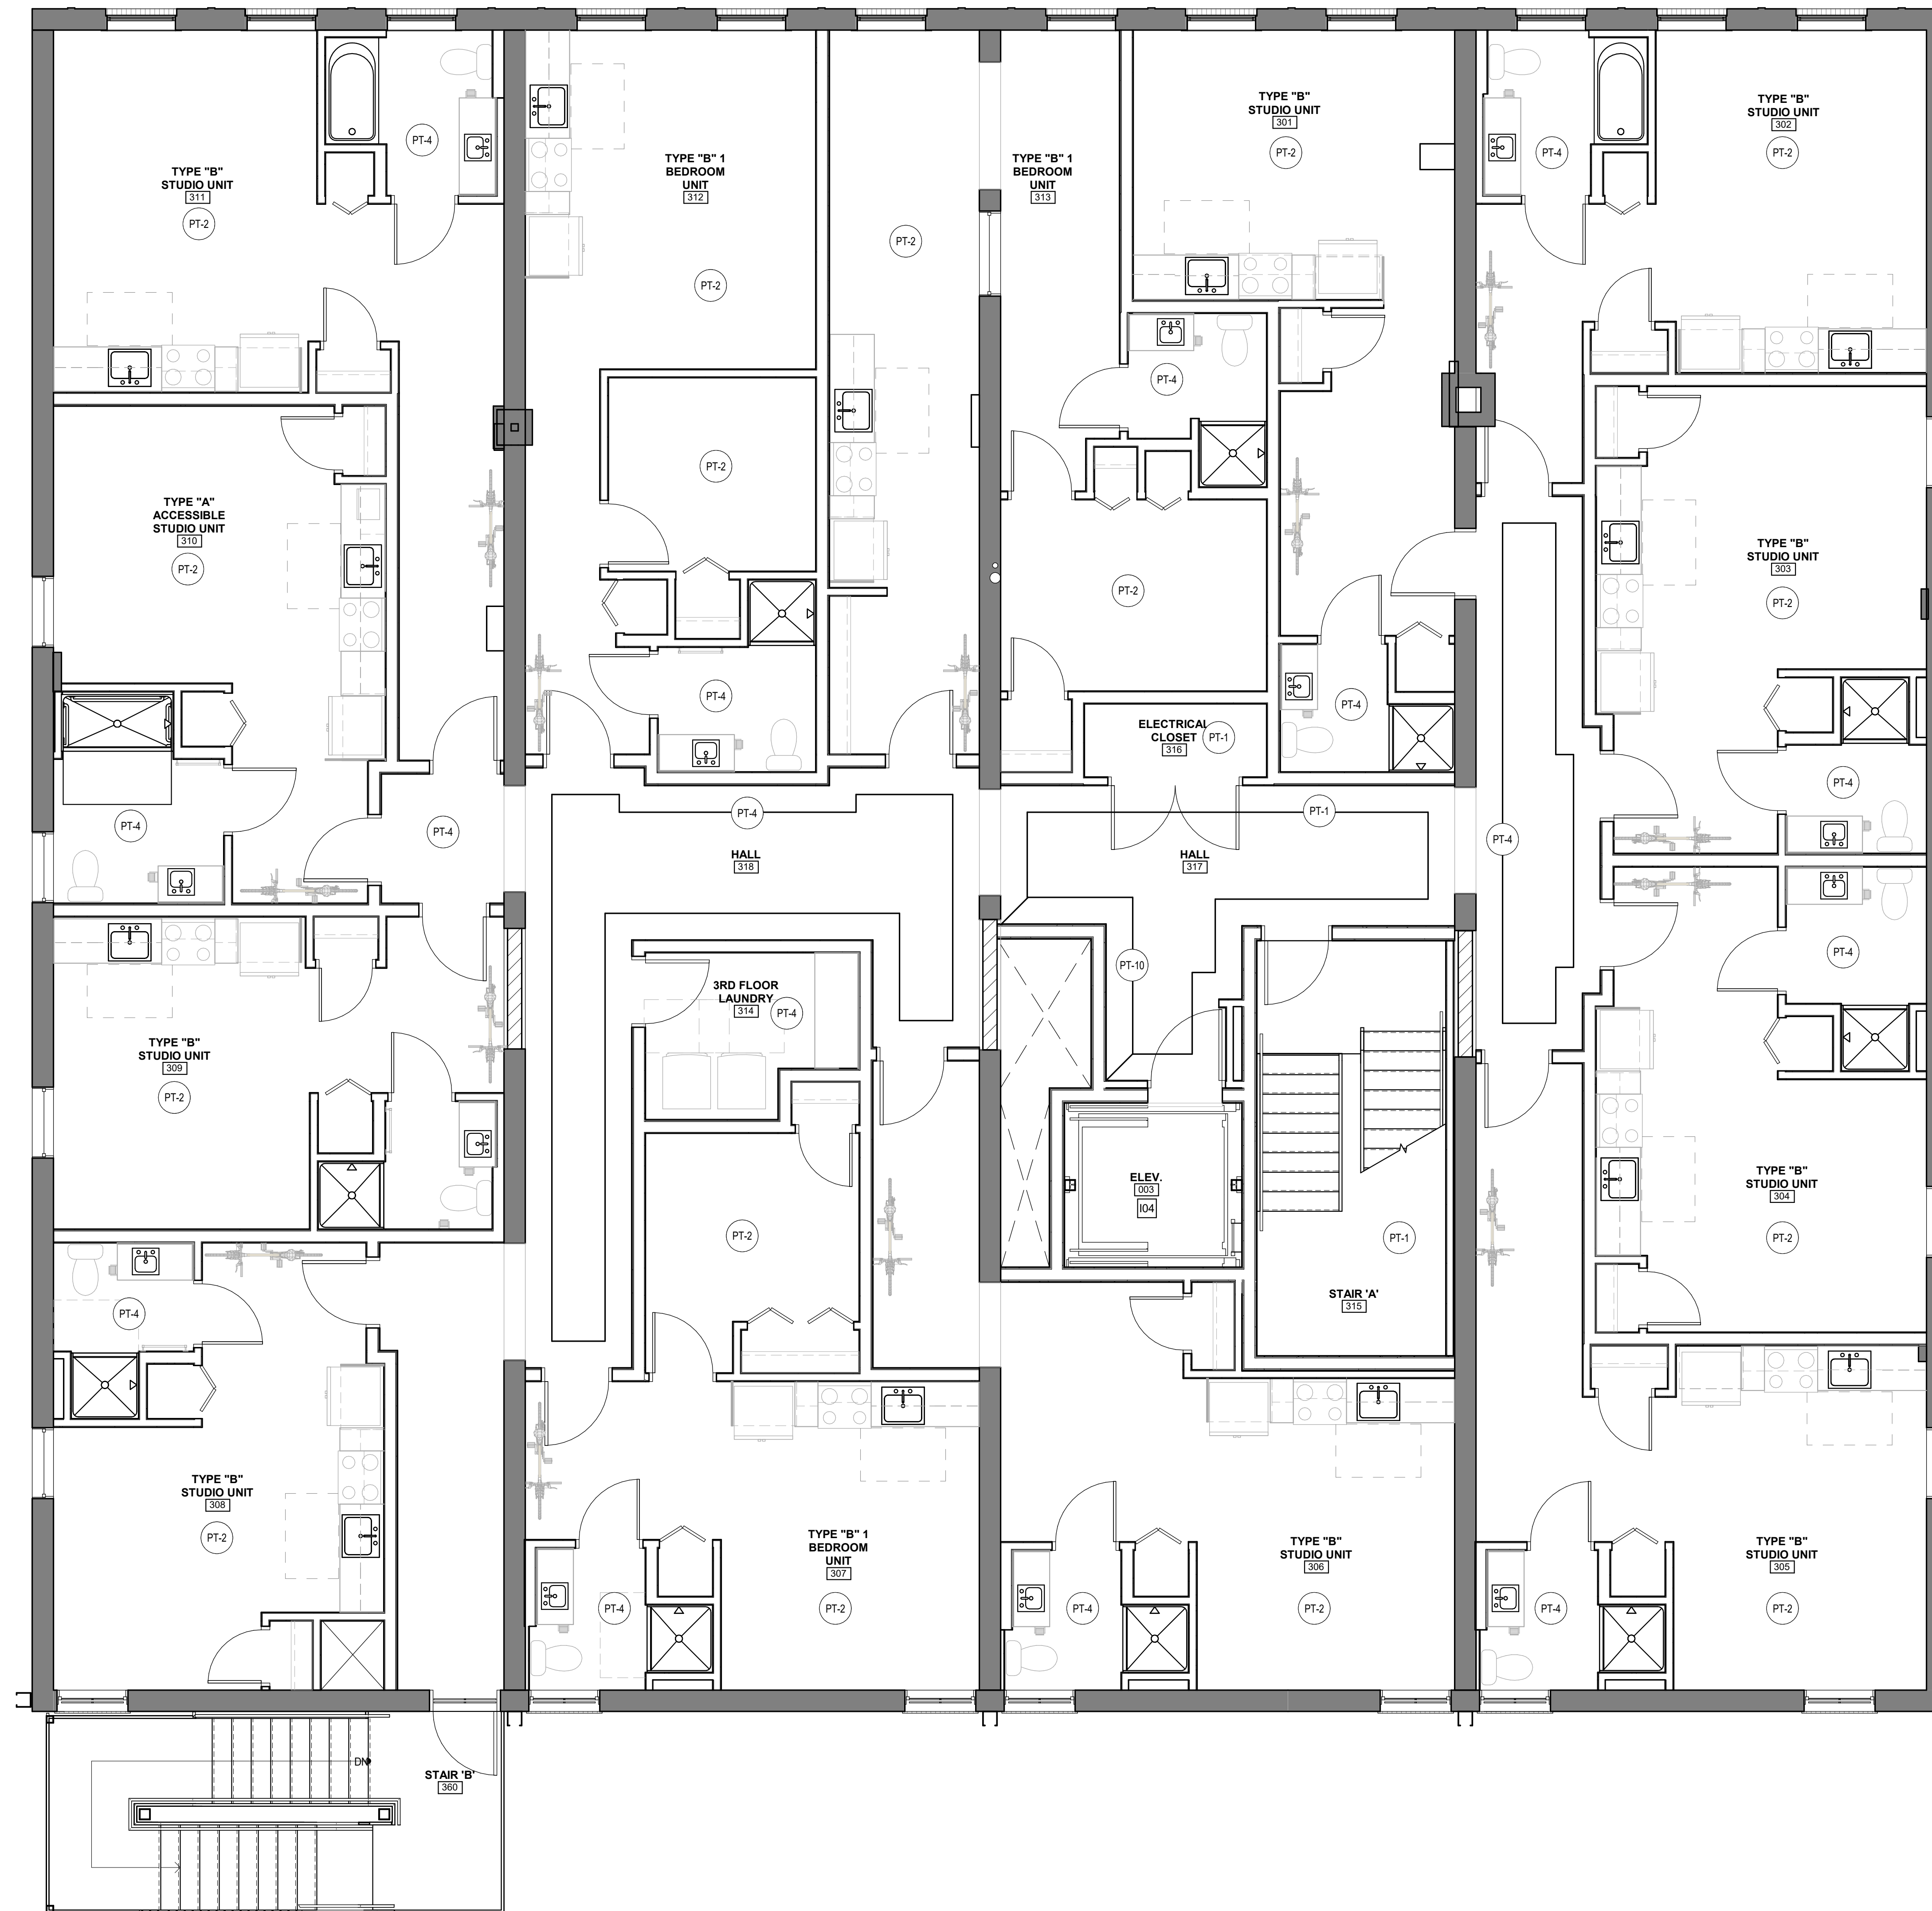 TYPE "B"
STUDIO UNIT
311
PT-2
PT-4
TYPE "B" 1
BEDROOM
UNIT
312
PT-2
PT-2
PT-2
PT-4
TYPE "B" 1
BEDROOM
UNIT
313
PT-4
PT-2
TYPE "B"
STUDIO UNIT
301
PT-2
PT-4
TYPE "B"
STUDIO UNIT
302
PT-2
PT-4
TYPE "A"
ACCESSIBLE
STUDIO UNIT
310
PT-2
PT-4
PT-4
TYPE "B"
STUDIO UNIT
303
PT-2
PT-4
ELECTRICAL
CLOSET
316
PT-1
PT-4
HALL
318
PT-1
HALL
317
PT-10
PT-4
PT-4
3RD FLOOR
LAUNDRY
314
PT-4
TYPE "B"
STUDIO UNIT
309
PT-2
PT-2
ELEV.
003
I04
PT-1
STAIR 'A'
315
TYPE "B"
STUDIO UNIT
304
PT-2
PT-4
TYPE "B"
STUDIO UNIT
308
PT-2
TYPE "B" 1
BEDROOM
UNIT
307
PT-2
PT-4
TYPE "B"
STUDIO UNIT
306
PT-2
PT-4
TYPE "B"
STUDIO UNIT
305
PT-2
PT-4
DN
STAIR 'B'
360